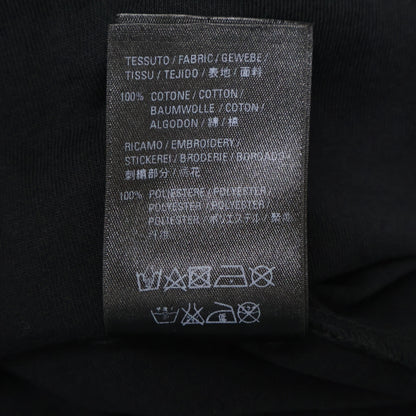 TESSUTO / FABRIC / GEWEBE /
TISSU / TEJIDO / 表地 / 面料
100% COTONE / COTTON /
BAUMWOLLE / COTON /
ALGODON / 綿 / 棉
RICAMO / EMBROIDERY /
STICKEREI / BRODERIE / BORDADO /
刺繍部分 / 绣花
100% POLIESTERE / POLYESTER /
POLYESTER / POLYESTER /
POLIESTER / ポリエステル / 聚酯
纤维